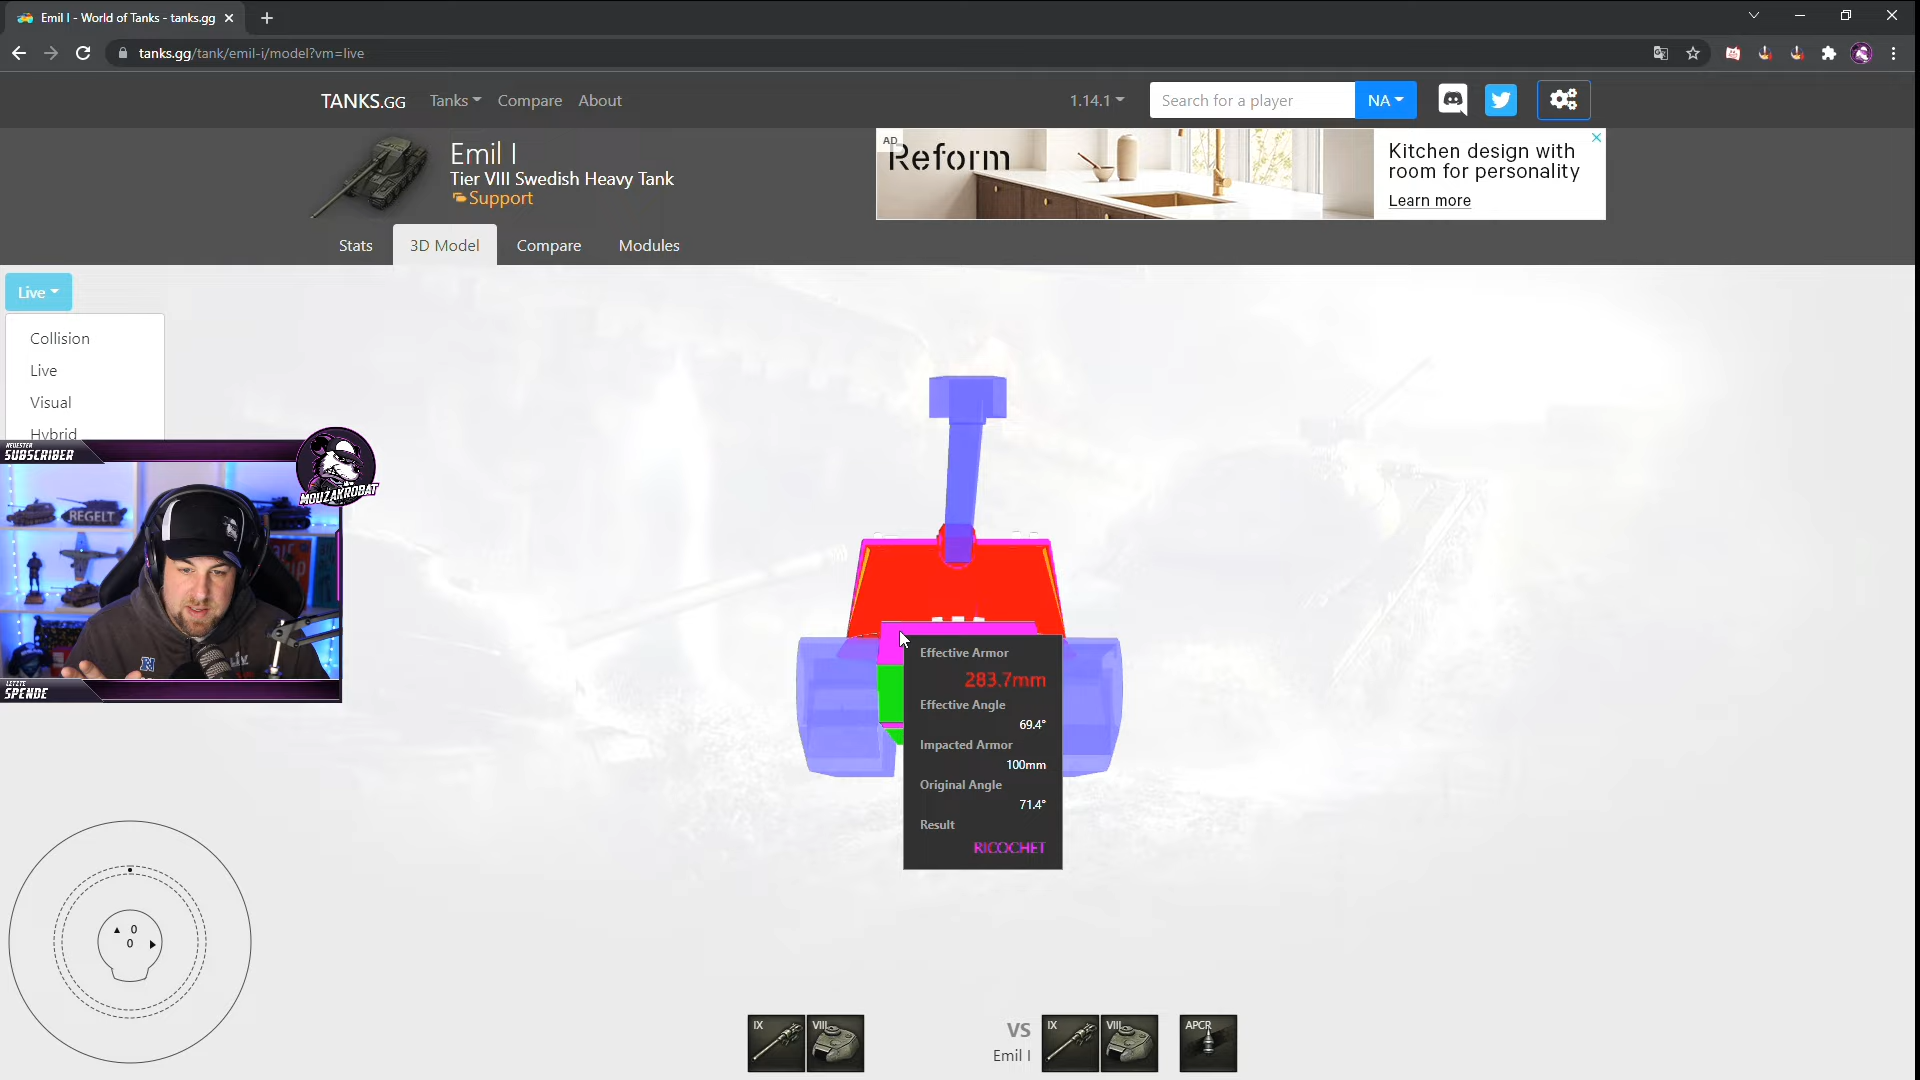 Emil I - World of Tanks - tanks.gg
tanks.gg/tank/emil-i/model?vm=live
TANKS.GG
Tanks
Compare
About
1.14.1
Search for a player
NA
Emil I
Tier VIII Swedish Heavy Tank
Support
AD
Reform
Kitchen design with
room for personality
Learn more
Stats
3D Model
Compare
Modules
Live
Collision
Live
Visual
Hybrid
NEUESTER
SUBSCRIBER
MOUZAKROBAT
REGELT
LETZTE
SPENDE
Effective Armor
283.7mm
Effective Angle
69.4°
Impacted Armor
100mm
Original Angle
71.4°
Result
RICOCHET
0
0
IX
VIII
VS
Emil I
IX
VIII
APCR